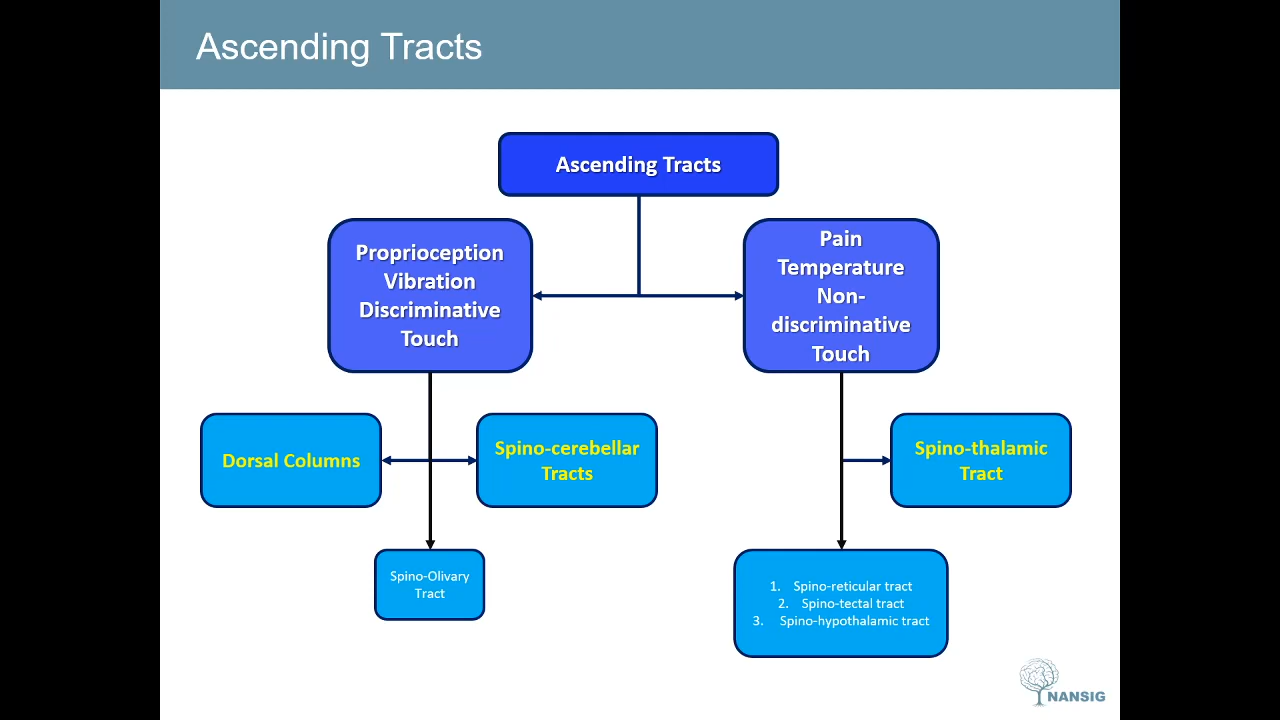 Ascending Tracts
Ascending Tracts
Proprioception
Vibration
Discriminative
Touch
Pain
Temperature
Non-
discriminative
Touch
Dorsal Columns
Spino-cerebellar
Tracts
Spino-thalamic
Tract
Spino-Olivary
Tract
1. Spino-reticular tract
2. Spino-tectal tract
3. Spino-hypothalamic tract
NANSIG